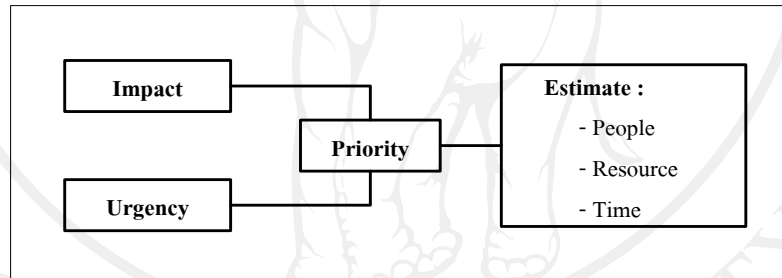 Impact
Urgency
Priority
Estimate :
- People
- Resource
- Time